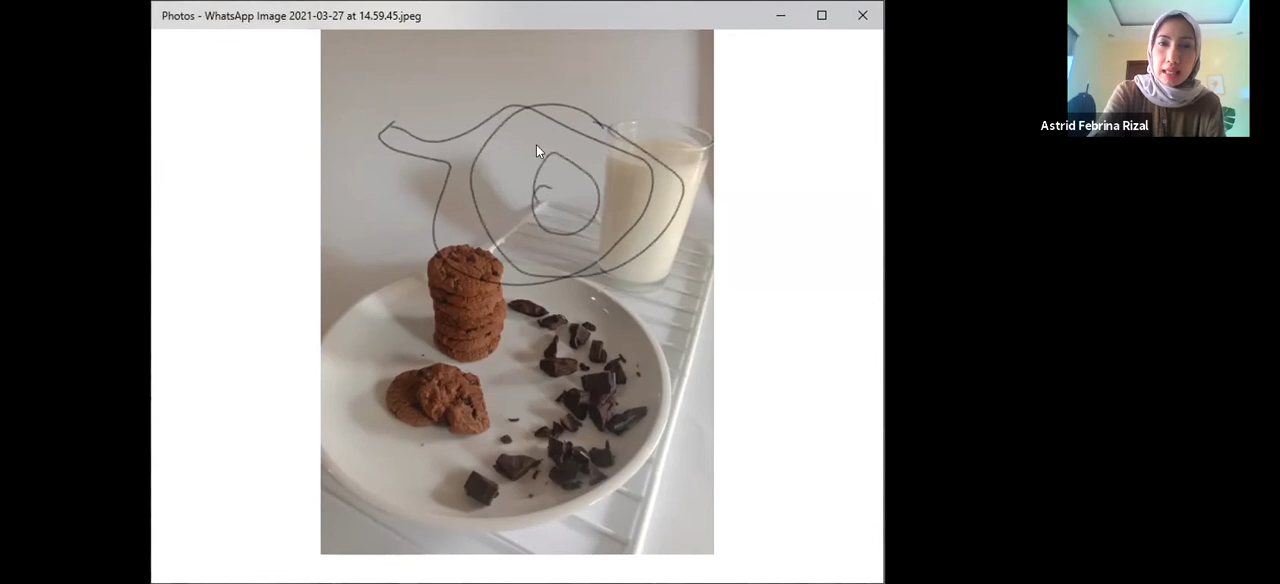 Photos - WhatsApp Image 2021-03-27 at 14.59.45.jpeg
Astrid Febrina Rizal